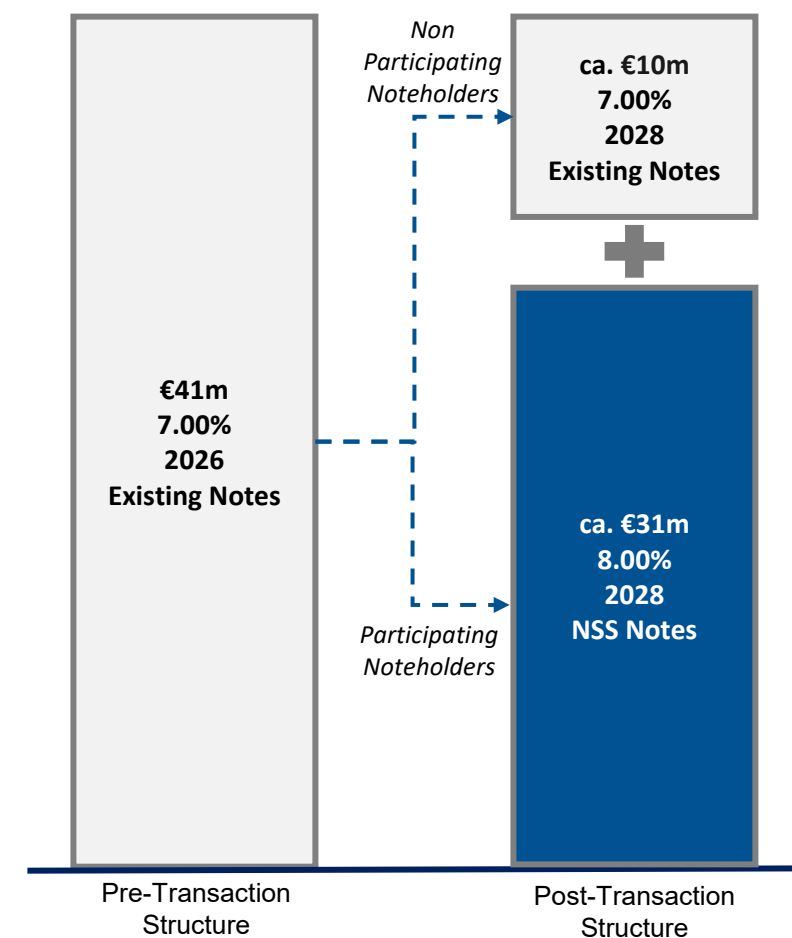 €41m
7.00%
2026
Existing Notes
Non
Participating
Noteholders
Participating
Noteholders
ca. €10m
7.00%
2028
Existing Notes
ca. €31m
8.00%
2028
NSS Notes
Pre-Transaction
Structure
Post-Transaction
Structure